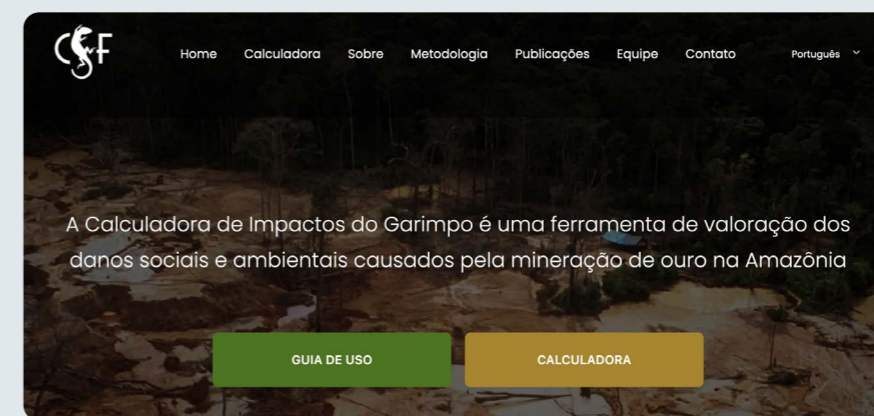 CSF
Home Calculadora Sobre Metodologia Publicações Equipe Contato Português
A Calculadora de Impactos do Garimpo é uma ferramenta de valoração dos
danos sociais e ambientais causados pela mineração de ouro na Amazônia
GUIA DE USO CALCULADORA